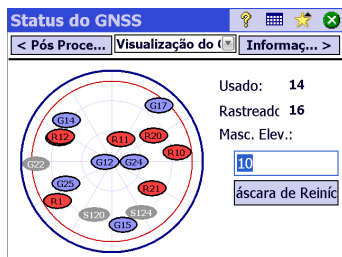 Status do GNSS
< Pós Proce... Visualização do ( Informaç... >
Usado: 14
Rastreadc 16
Masc. Elev.:
10
áscara de Reiníc
G17
G14
R12 R11 R20
R10
G22 G12 G24
G25 R21
R1
S120 S124
G15